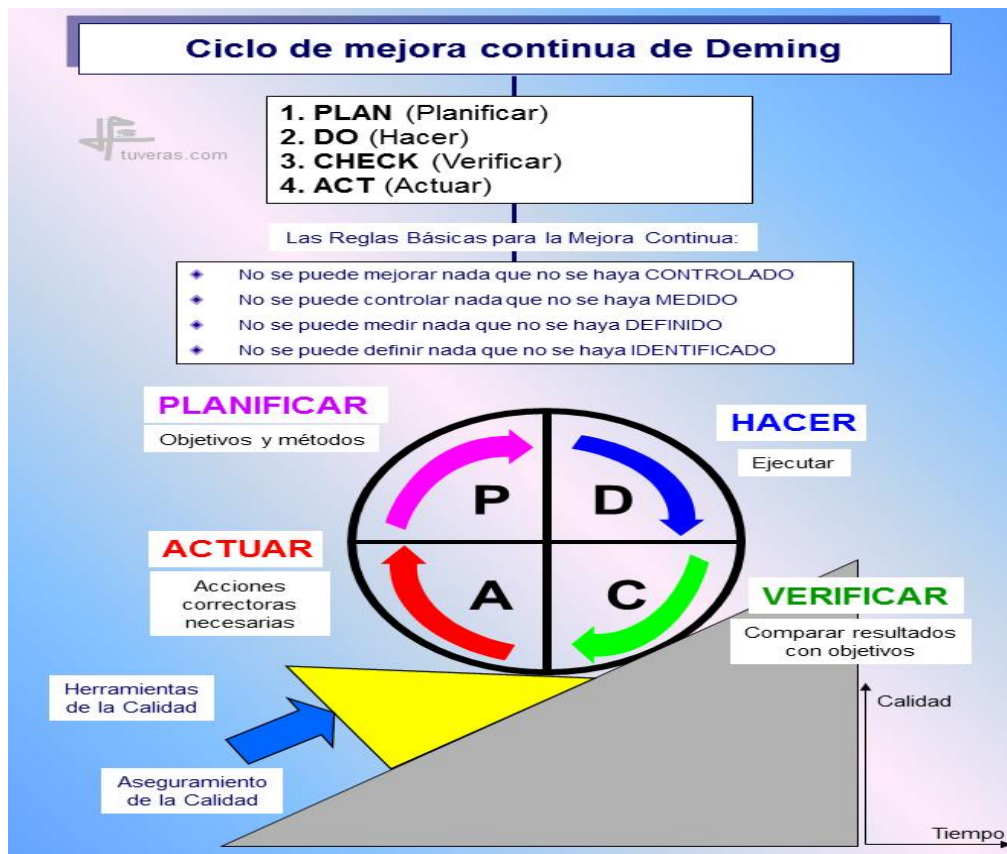 Ciclo de mejora continua de Deming
1. PLAN (Planificar)
2. DO (Hacer)
3. CHECK (Verificar)
4. ACT (Actuar)
tuveras.com
Las Reglas Básicas para la Mejora Continua:
No se puede mejorar nada que no se haya CONTROLADO
No se puede controlar nada que no se haya MEDIDO
No se puede medir nada que no se haya DEFINIDO
No se puede definir nada que no se haya IDENTIFICADO
PLANIFICAR
Objetivos y métodos
HACER
Ejecutar
P
D
ACTUAR
Acciones
correctoras
necesarias
A
C
VERIFICAR
Comparar resultados
con objetivos
Herramientas
de la Calidad
Calidad
Aseguramiento
de la Calidad
Tiempo